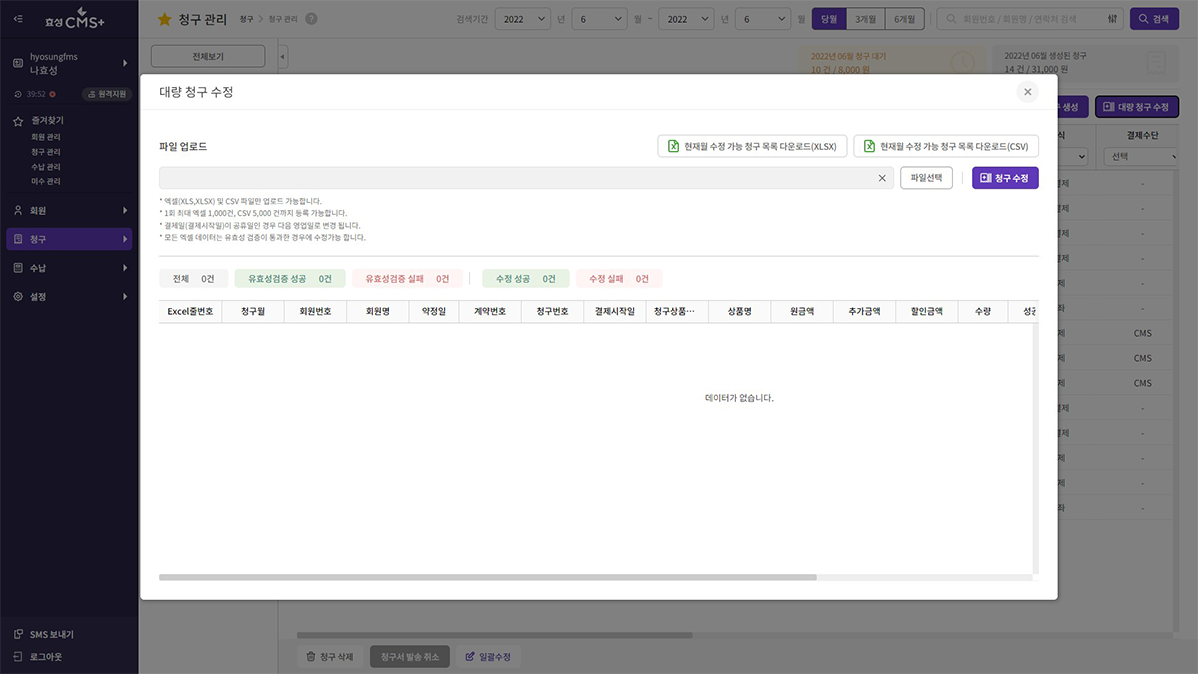 효성 CMS+
hyosungfms
나효성
39:52
원격지원
즐겨찾기
회원 관리
청구 관리
수납 관리
미수 관리
회원
청구
수납
설정
SMS 보내기
로그아웃
청구 관리 청구 > 청구 관리 ?
검색기간 2022 년 6 월 ~ 2022 년 6 월 당월 3개월 6개월 회원번호 / 회원명 / 연락처 검색 검색
전체보기
2022년 06월 청구 대기
10 건 / 8,000 원
2022년 06월 생성된 청구
14 건 / 31,000 원
생성 대량 청구 수정
결제수단
선택
대량 청구 수정
파일 업로드 현재월 수정 가능 청구 목록 다운로드(XLSX) 현재월 수정 가능 청구 목록 다운로드(CSV)
파일선택 청구 수정
* 엑셀(XLS,XLSX) 및 CSV 파일만 업로드 가능합니다.
* 1회 최대 엑셀 1,000건, CSV 5,000 건까지 등록 가능합니다.
* 결제일(결제시작일)이 공휴일인 경우 다음 영업일로 변경 됩니다.
* 모든 엑셀 데이터는 유효성 검증이 통과한 경우에 수정가능 합니다.
전체 0건 유효성검증 성공 0건 유효성검증 실패 0건 수정 성공 0건 수정 실패 0건
Excel줄번호 청구월 회원번호 회원명 약정일 계약번호 청구번호 결제시작일 청구상품… 상품명 원금액 추가금액 할인금액 수량
데이터가 없습니다.
CMS
CMS
CMS
청구 삭제 청구서 발송 취소 일괄수정